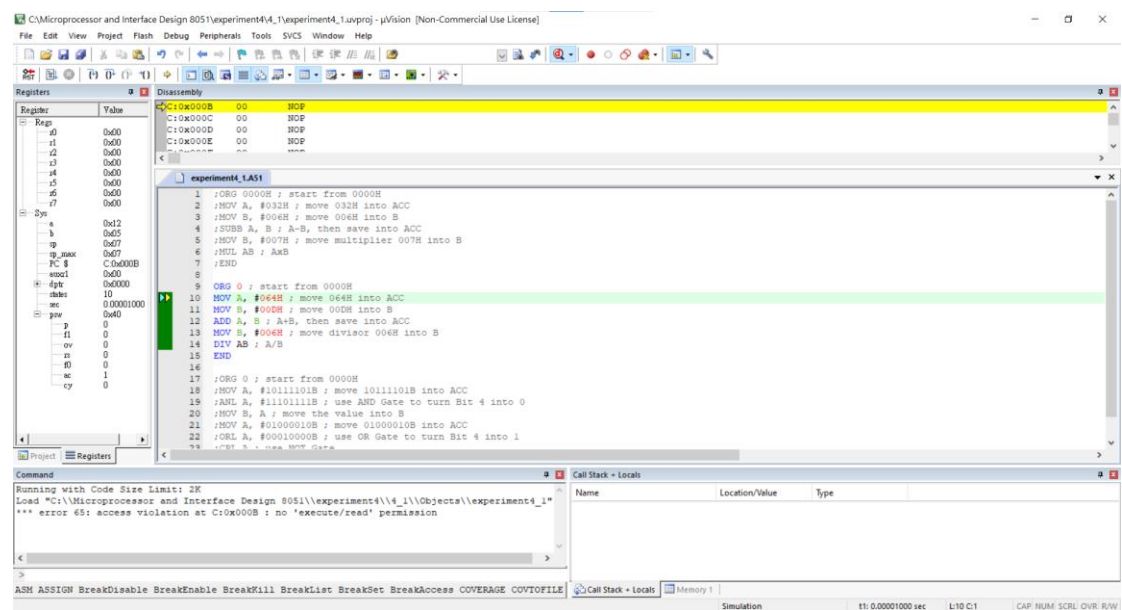 C:\Microprocessor and Interface Design 8051\experiment4\4_1\experiment4_1.uvproj - µVision [Non-Commercial Use License]
File Edit View Project Flash Debug Peripherals Tools SVCS Window Help
Registers
Register Value
Regs
r0 0x00
r1 0x00
r2 0x00
r3 0x00
r4 0x00
r5 0x00
r6 0x00
r7 0x00
Sys
a 0x12
b 0x05
sp 0x07
sp_max 0x07
PC $ C:0x000B
auxr1 0x00
dptr 0x0000
states 10
sec 0.00001000
psw 0x40
p 0
f1 0
ov 0
rs 0
f0 0
ac 1
cy 0
Project Registers
Disassembly
C:0x000B 00 NOP
C:0x000C 00 NOP
C:0x000D 00 NOP
C:0x000E 00 NOP
experiment4_1.A51
1 ;ORG 0000H ; start from 0000H
2 ;MOV A, #032H ; move 032H into ACC
3 ;MOV B, #006H ; move 006H into B
4 ;SUBB A, B ; A-B, then save into ACC
5 ;MOV B, #007H ; move multiplier 007H into B
6 ;MUL AB ; AxB
7 ;END
8
9 ORG 0 ; start from 0000H
10 MOV A, #064H ; move 064H into ACC
11 MOV B, #00DH ; move 00DH into B
12 ADD A, B ; A+B, then save into ACC
13 MOV B, #006H ; move divisor 006H into B
14 DIV AB ; A/B
15 END
16
17 ;ORG 0 ; start from 0000H
18 ;MOV A, #10111101B ; move 10111101B into ACC
19 ;ANL A, #11101111B ; use AND Gate to turn Bit 4 into 0
20 ;MOV B, A ; move the value into B
21 ;MOV A, #01000010B ; move 01000010B into ACC
22 ;ORL A, #00010000B ; use OR Gate to turn Bit 4 into 1
23 ;CPL A ; use NOT Gate
Command
Running with Code Size Limit: 2K
Load "C:\\Microprocessor and Interface Design 8051\\experiment4\\4_1\\Objects\\experiment4_1"
*** error 65: access violation at C:0x000B : no 'execute/read' permission
>
ASM ASSIGN BreakDisable BreakEnable BreakKill BreakList BreakSet BreakAccess COVERAGE COVTOFILE
Call Stack + Locals
Name Location/Value Type
Call Stack + Locals Memory 1
Simulation t1: 0.00001000 sec L:10 C:1 CAP NUM SCRL OVR R/W